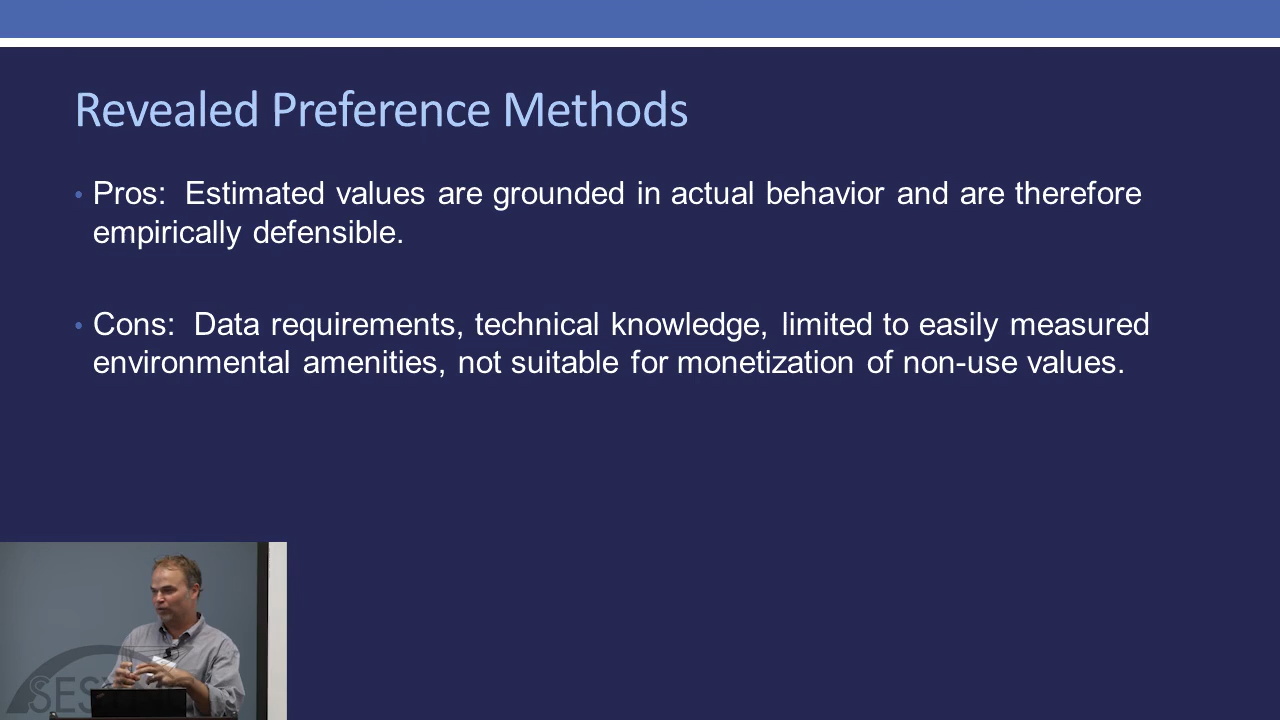 Revealed Preference Methods
• Pros: Estimated values are grounded in actual behavior and are therefore
empirically defensible.
• Cons: Data requirements, technical knowledge, limited to easily measured
environmental amenities, not suitable for monetization of non-use values.